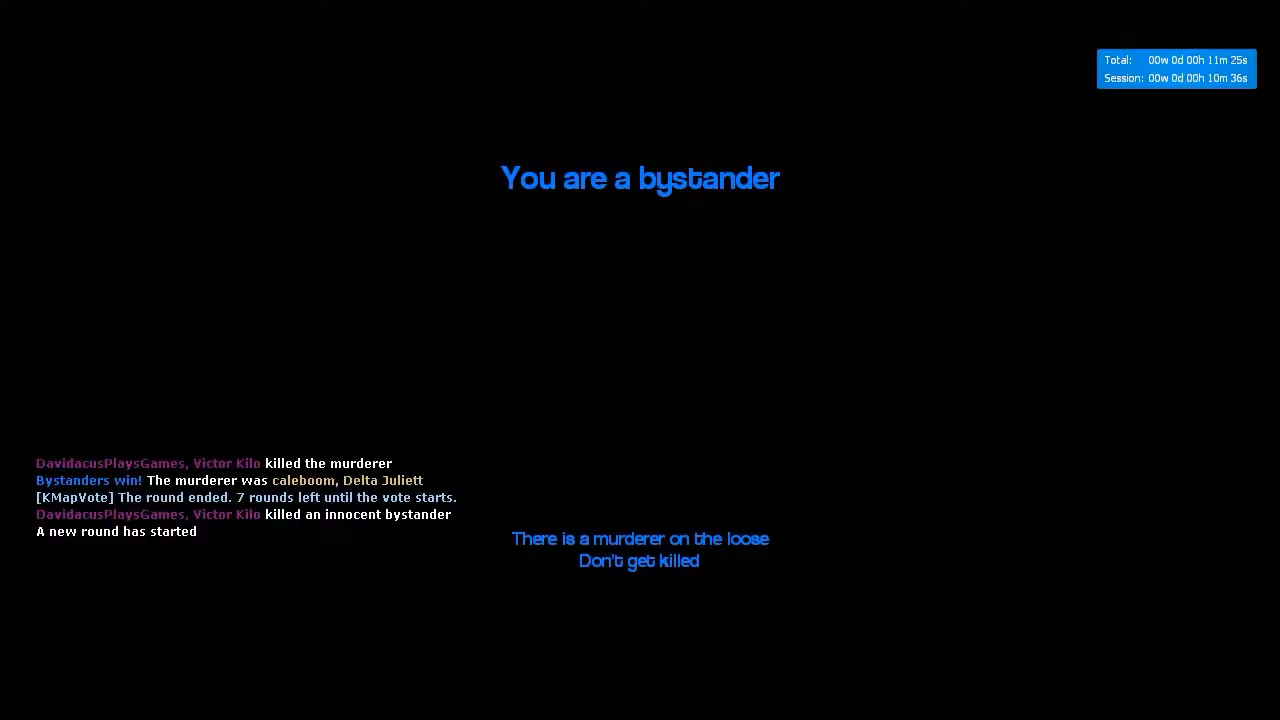 Total: 00w 0d 00h 11m 25s
Session: 00w 0d 00h 10m 36s
You are a bystander
DavidacusPlaysGames, Victor Kilo killed the murderer
Bystanders win! The murderer was caleboom, Delta Juliett
[KMapVote] The round ended. 7 rounds left until the vote starts.
DavidacusPlaysGames, Victor Kilo killed an innocent bystander
A new round has started
There is a murderer on the loose
Don't get killed